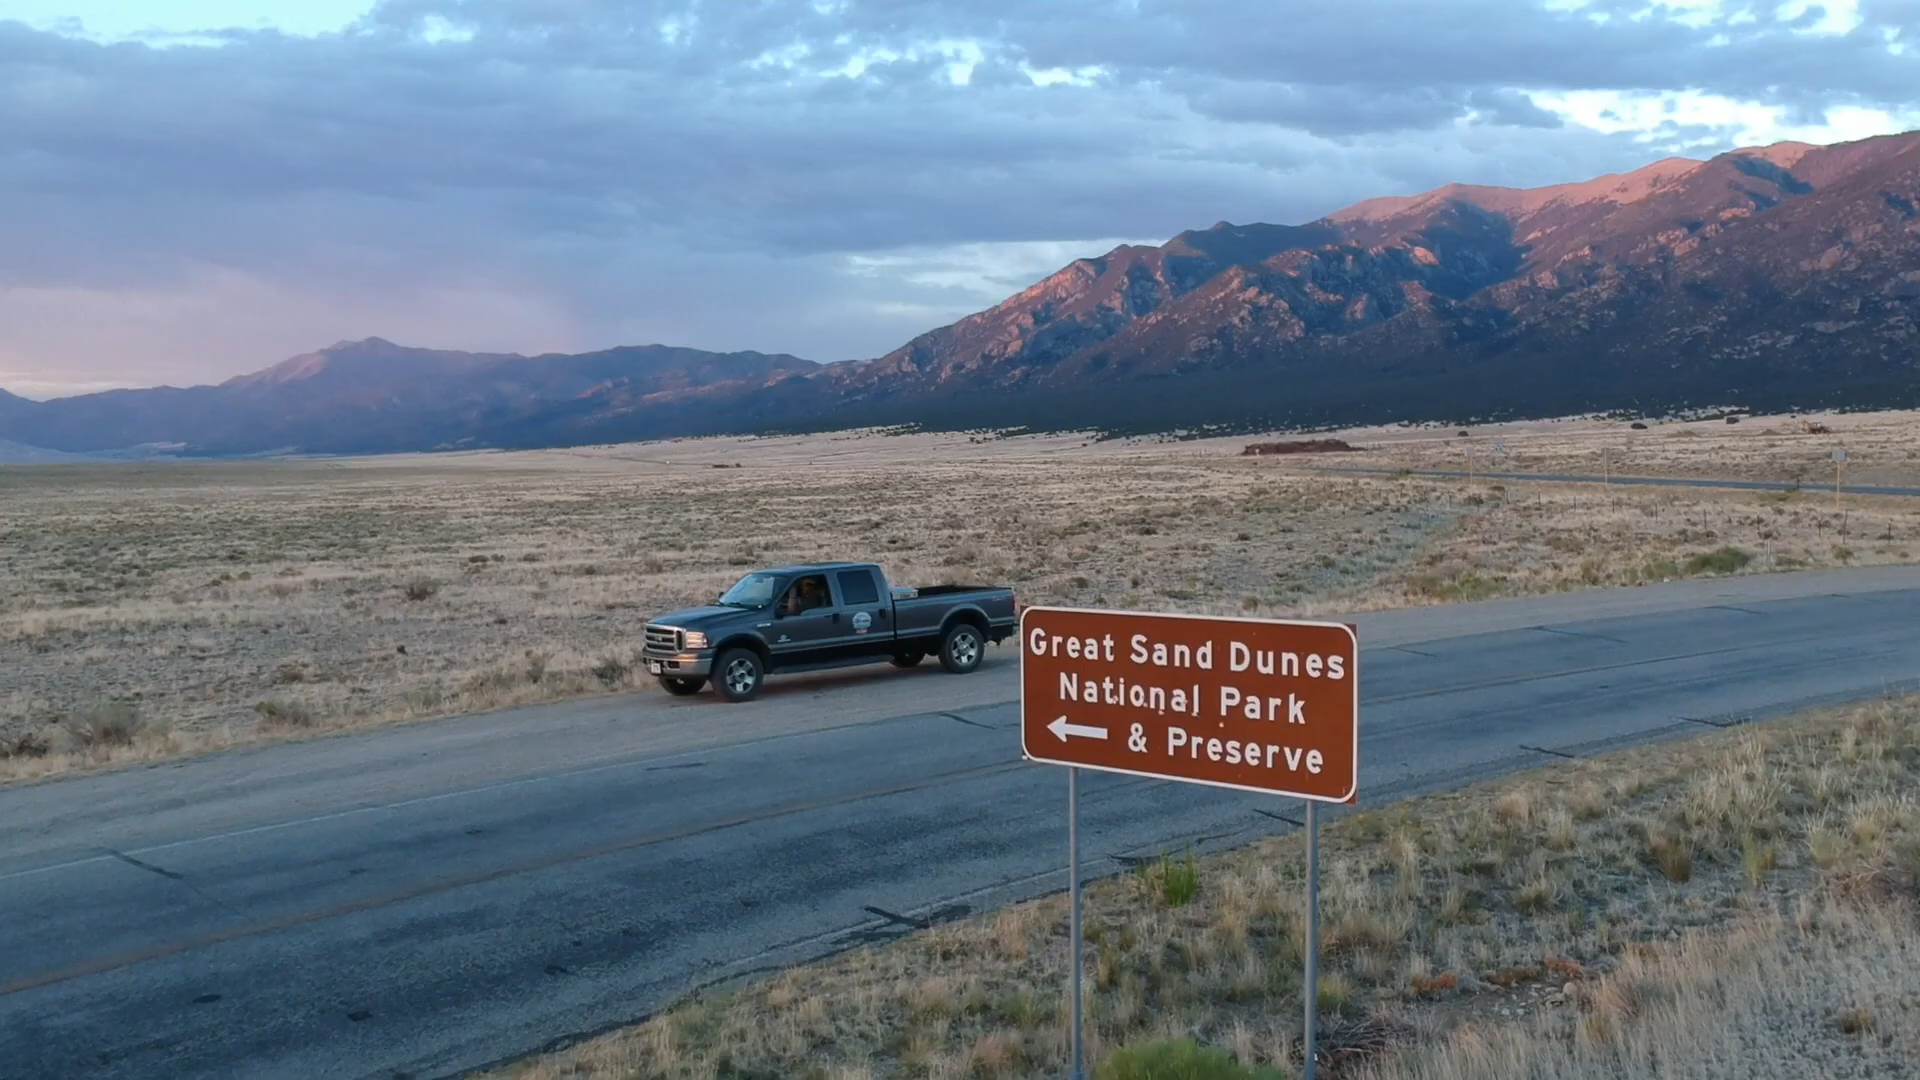 Great Sand Dunes
National Park
& Preserve